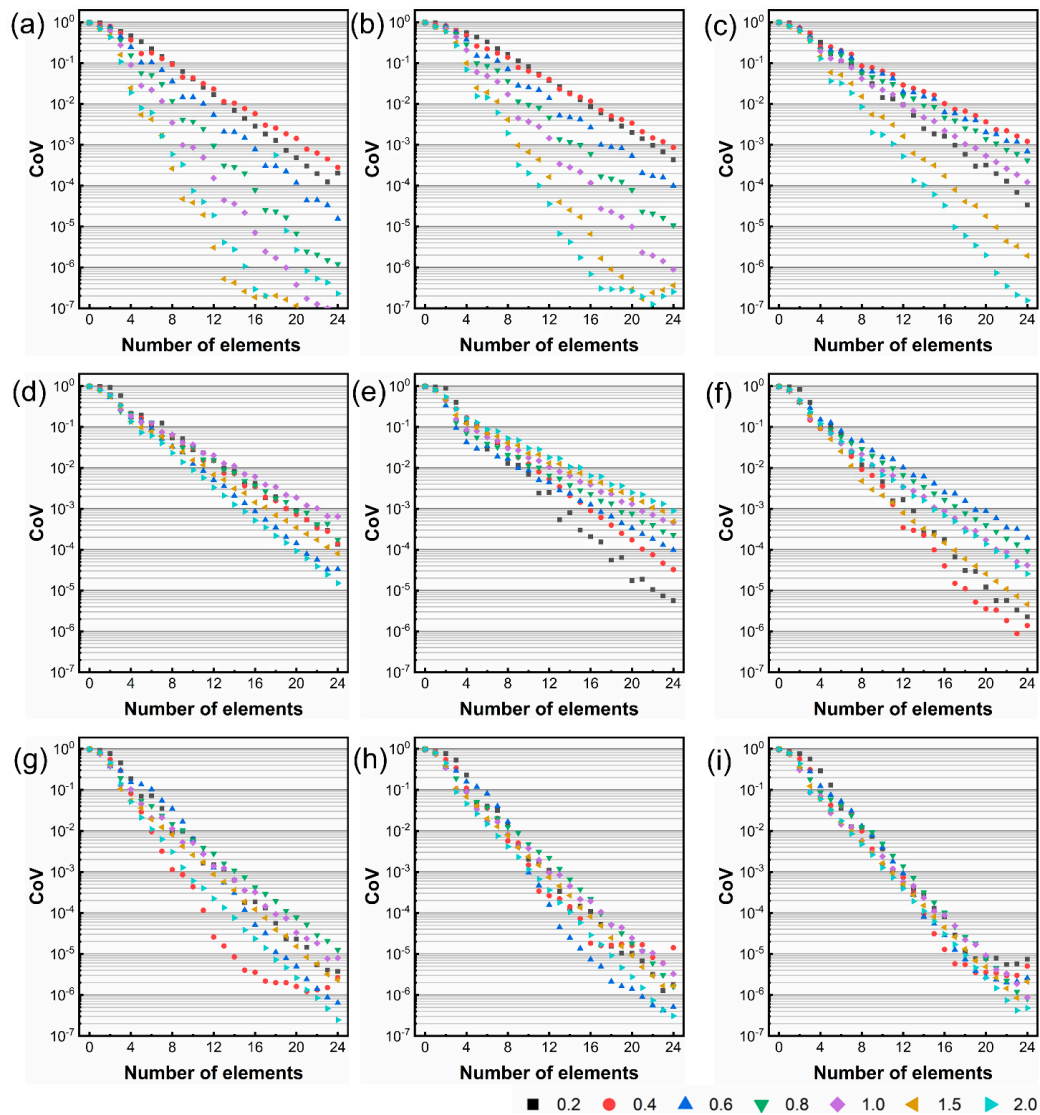 (a) (b) (c)
10⁰ 10⁰ 10⁰
10⁻¹ 10⁻¹ 10⁻¹
10⁻² 10⁻² 10⁻²
CoV CoV CoV
10⁻³ 10⁻³ 10⁻³
10⁻⁴ 10⁻⁴ 10⁻⁴
10⁻⁵ 10⁻⁵ 10⁻⁵
10⁻⁶ 10⁻⁶ 10⁻⁶
10⁻⁷ 10⁻⁷ 10⁻⁷
0 4 8 12 16 20 24 0 4 8 12 16 20 24 0 4 8 12 16 20 24
Number of elements Number of elements Number of elements
(d) (e) (f)
10⁰ 10⁰ 10⁰
10⁻¹ 10⁻¹ 10⁻¹
10⁻² 10⁻² 10⁻²
CoV CoV CoV
10⁻³ 10⁻³ 10⁻³
10⁻⁴ 10⁻⁴ 10⁻⁴
10⁻⁵ 10⁻⁵ 10⁻⁵
10⁻⁶ 10⁻⁶ 10⁻⁶
10⁻⁷ 10⁻⁷ 10⁻⁷
0 4 8 12 16 20 24 0 4 8 12 16 20 24 0 4 8 12 16 20 24
Number of elements Number of elements Number of elements
(g) (h) (i)
10⁰ 10⁰ 10⁰
10⁻¹ 10⁻¹ 10⁻¹
10⁻² 10⁻² 10⁻²
CoV CoV CoV
10⁻³ 10⁻³ 10⁻³
10⁻⁴ 10⁻⁴ 10⁻⁴
10⁻⁵ 10⁻⁵ 10⁻⁵
10⁻⁶ 10⁻⁶ 10⁻⁶
10⁻⁷ 10⁻⁷ 10⁻⁷
0 4 8 12 16 20 24 0 4 8 12 16 20 24 0 4 8 12 16 20 24
Number of elements Number of elements Number of elements
0.2 0.4 0.6 0.8 1.0 1.5 2.0